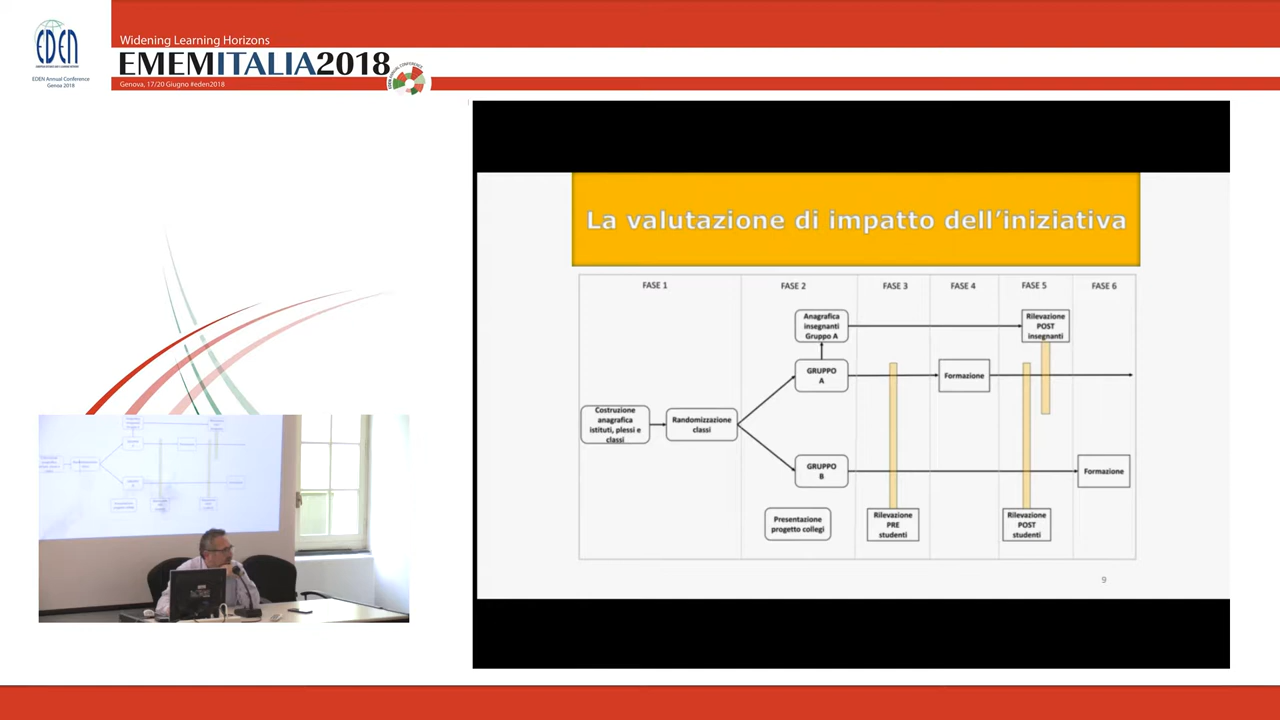 EDEN
EDEN Annual Conference
Genoa 2018
Widening Learning Horizons
EMEMITALIA2018
Genova, 17/20 Giugno #eden2018
La valutazione di impatto dell'iniziativa
FASE 1
FASE 2
FASE 3
FASE 4
FASE 5
FASE 6
Anagrafica
insegnanti
Gruppo A
Rilevazione
POST
insegnanti
GRUPPO
A
Formazione
Costruzione
anagrafica
istituti, plessi e
classi
Randomizzazione
classi
GRUPPO
B
Formazione
Presentazione
progetto collegi
Rilevazione
PRE
studenti
Rilevazione
POST
studenti
9